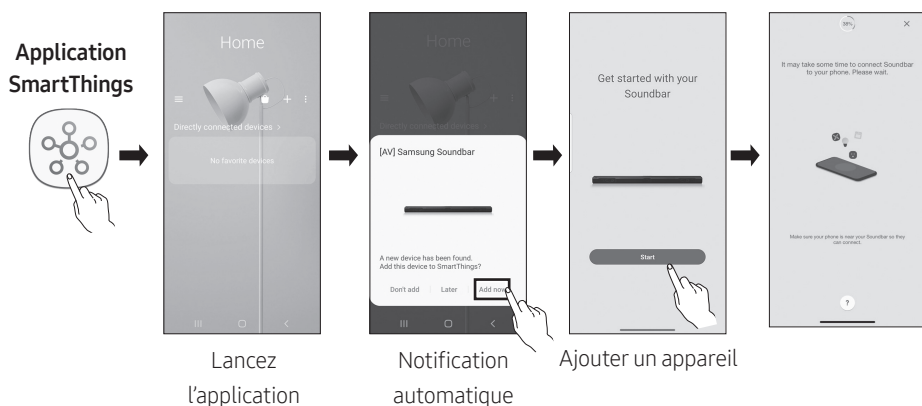 Application
SmartThings
Home
Directly connected devices >
No favorite devices
Lancez
l'application
Home
Directly connected devices >
[AV] Samsung Soundbar
A new device has been found.
Add this device to SmartThings?
Don't add Later Add now
Notification
automatique
Get started with your
Soundbar
Start
Ajouter un appareil
It may take some time to connect Soundbar
to your phone. Please wait.
Make sure your phone is near your Soundbar so they
can connect.
?